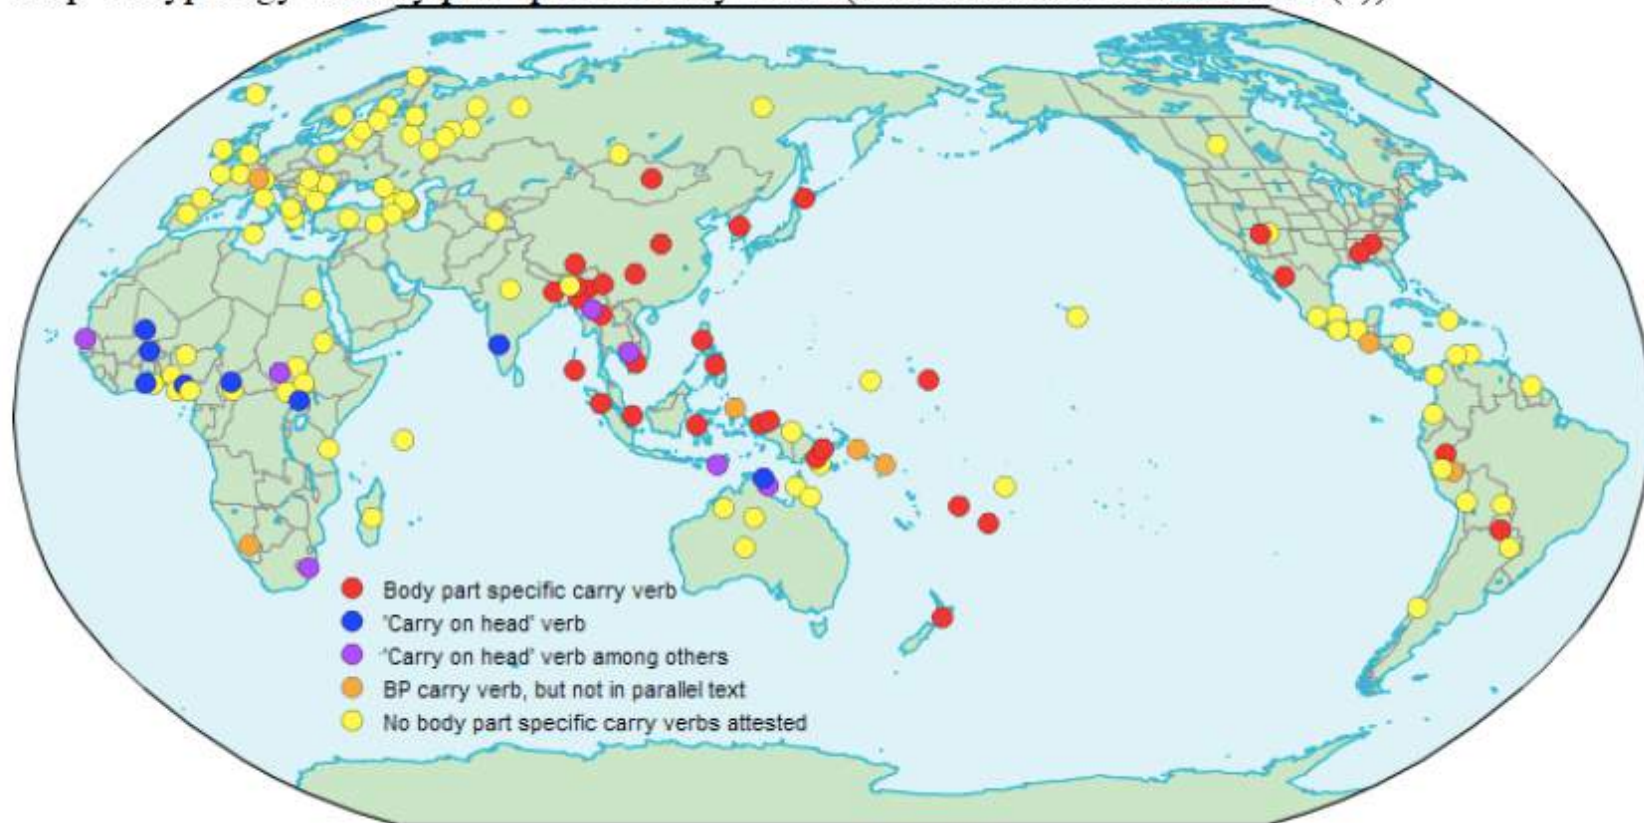 Body part specific carry verb
'Carry on head' verb
'Carry on head' verb among others
BP carry verb, but not in parallel text
No body part specific carry verbs attested